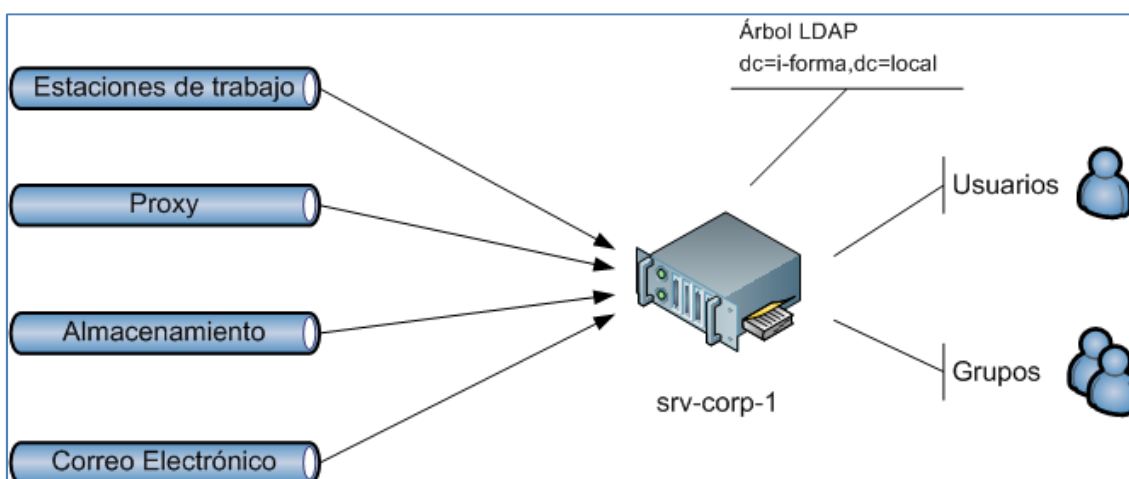 Árbol LDAP
dc=i-forma,dc=local
Estaciones de trabajo
Proxy
Almacenamiento
Correo Electrónico
srv-corp-1
Usuarios
Grupos